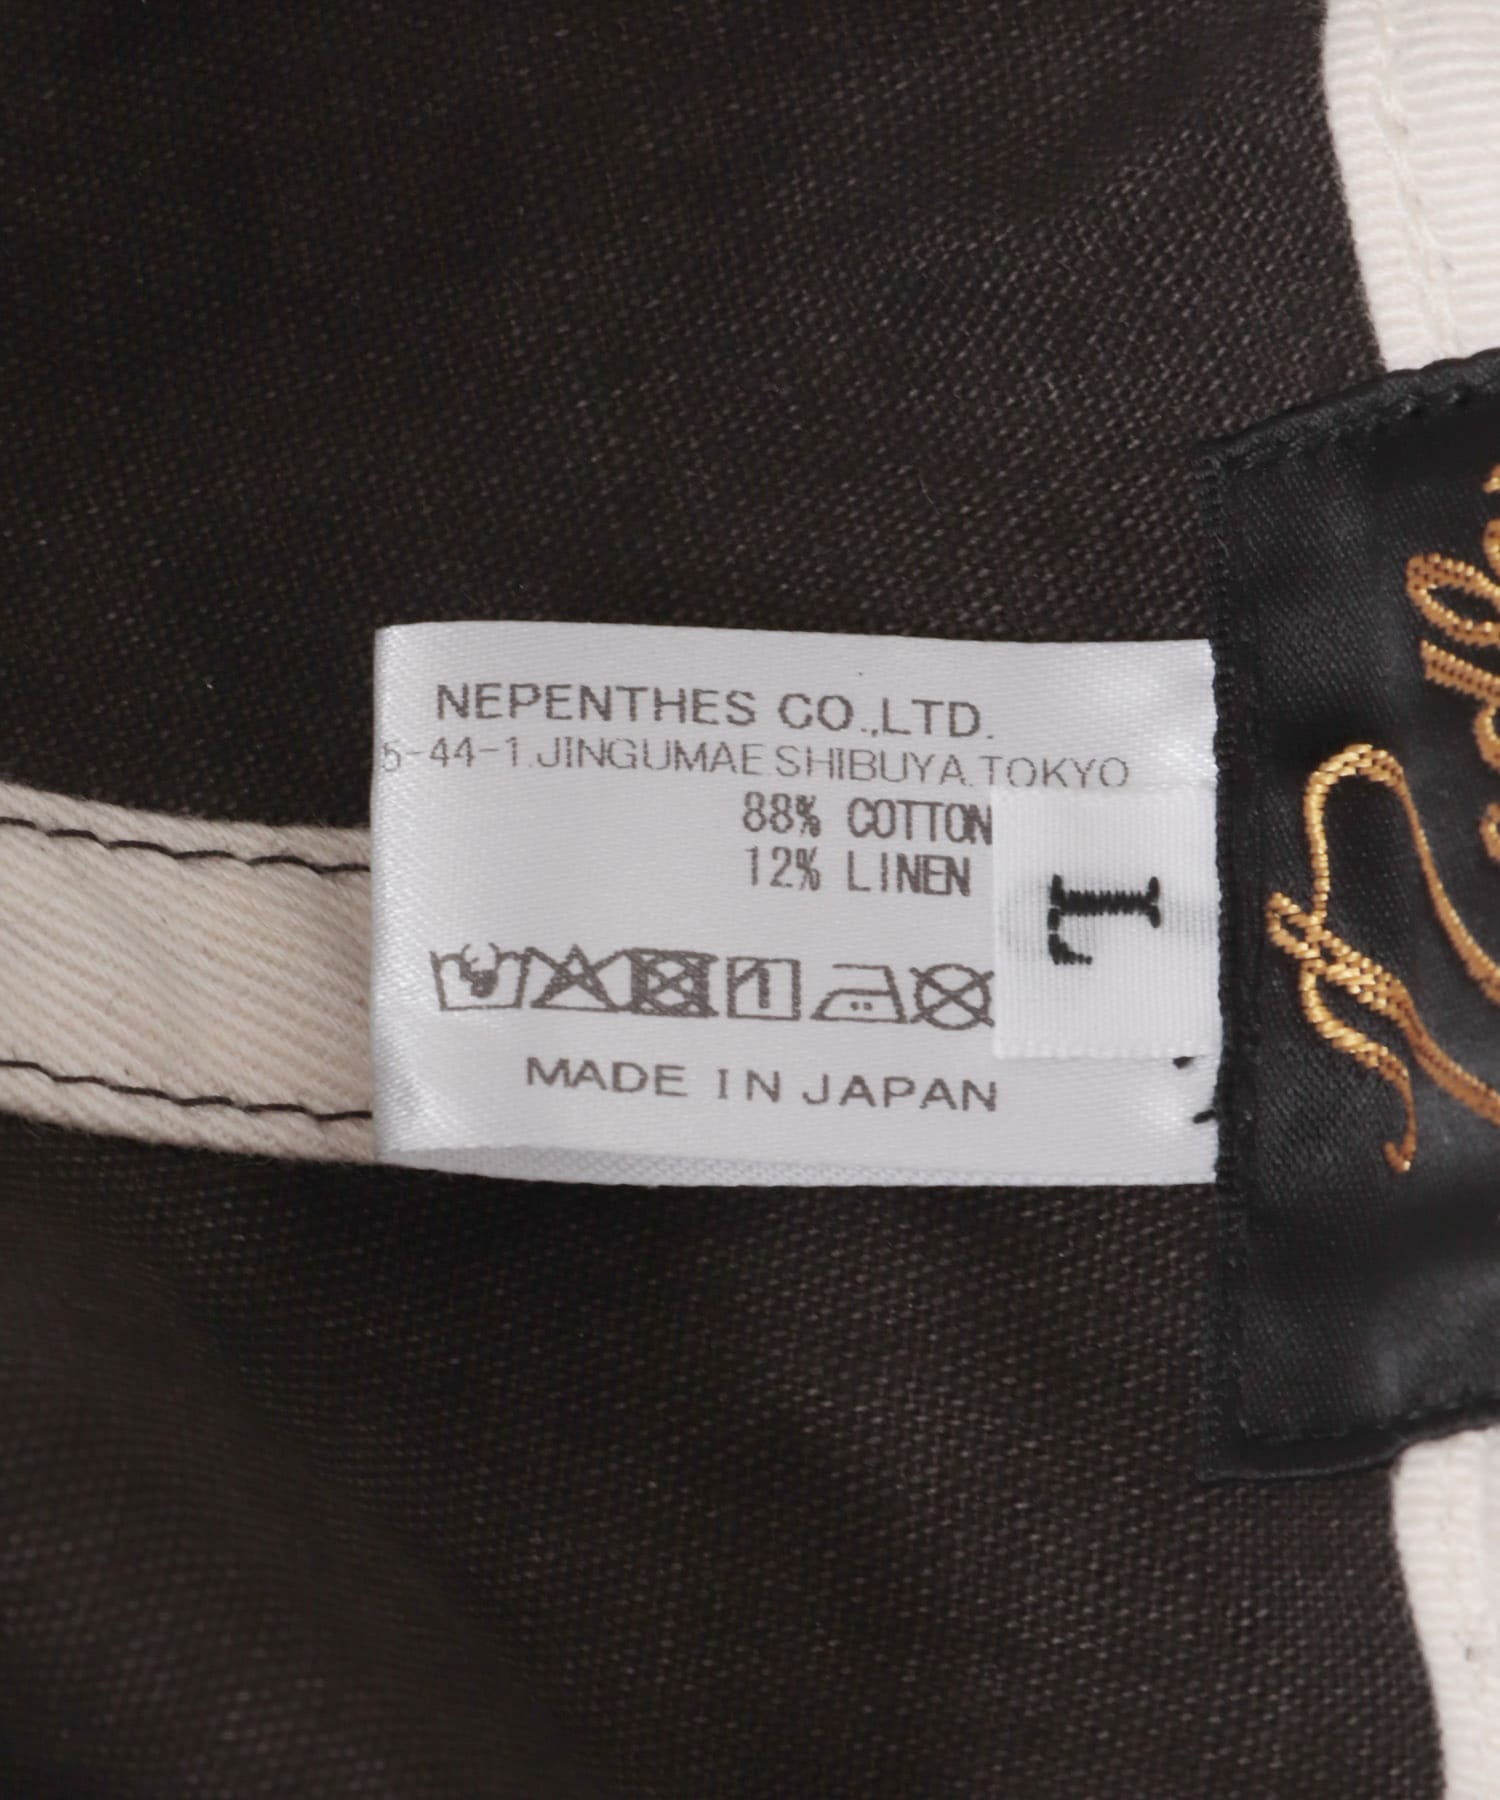 NEPENTHES CO.,LTD.
5-44-1.JINGUMAE.SHIBUYA.TOKYO
88% COTTON
12% LINEN
L
MADE IN JAPAN